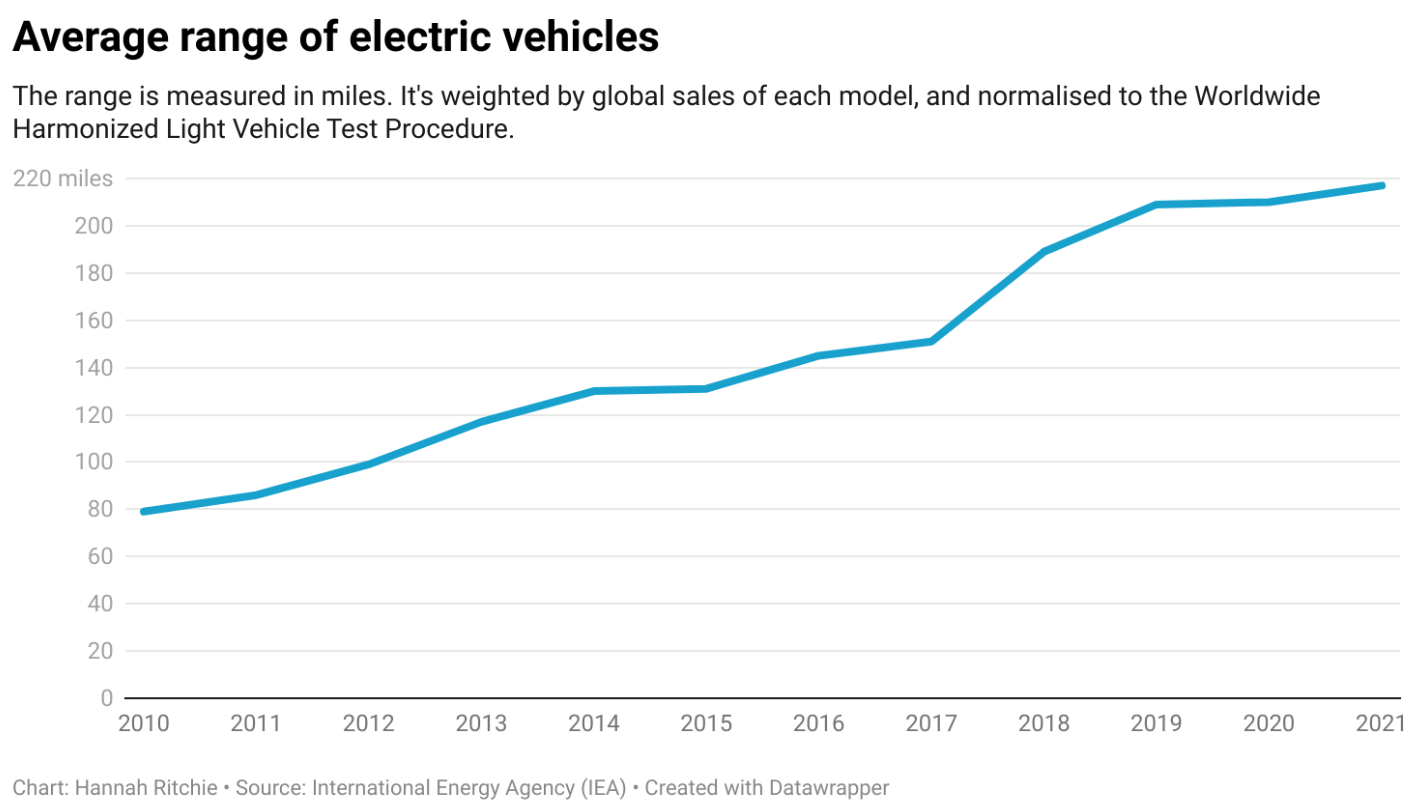 Average range of electric vehicles
The range is measured in miles. It's weighted by global sales of each model, and normalised to the Worldwide
Harmonized Light Vehicle Test Procedure.
220 miles
200
180
160
140
120
100
80
60
40
20
0
2010 2011 2012 2013 2014 2015 2016 2017 2018 2019 2020 2021
Chart: Hannah Ritchie • Source: International Energy Agency (IEA) • Created with Datawrapper